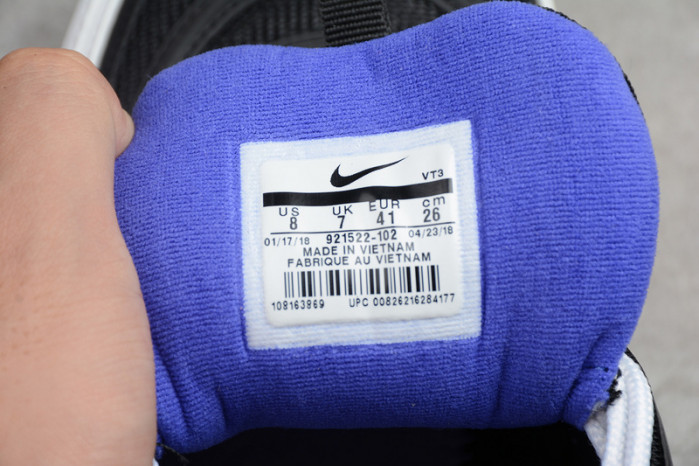 VT3
US UK EUR cm
8 7 41 26
01/17/18 921522-102 04/23/18
MADE IN VIETNAM
FABRIQUE AU VIETNAM
108163869 UPC 00826216284177